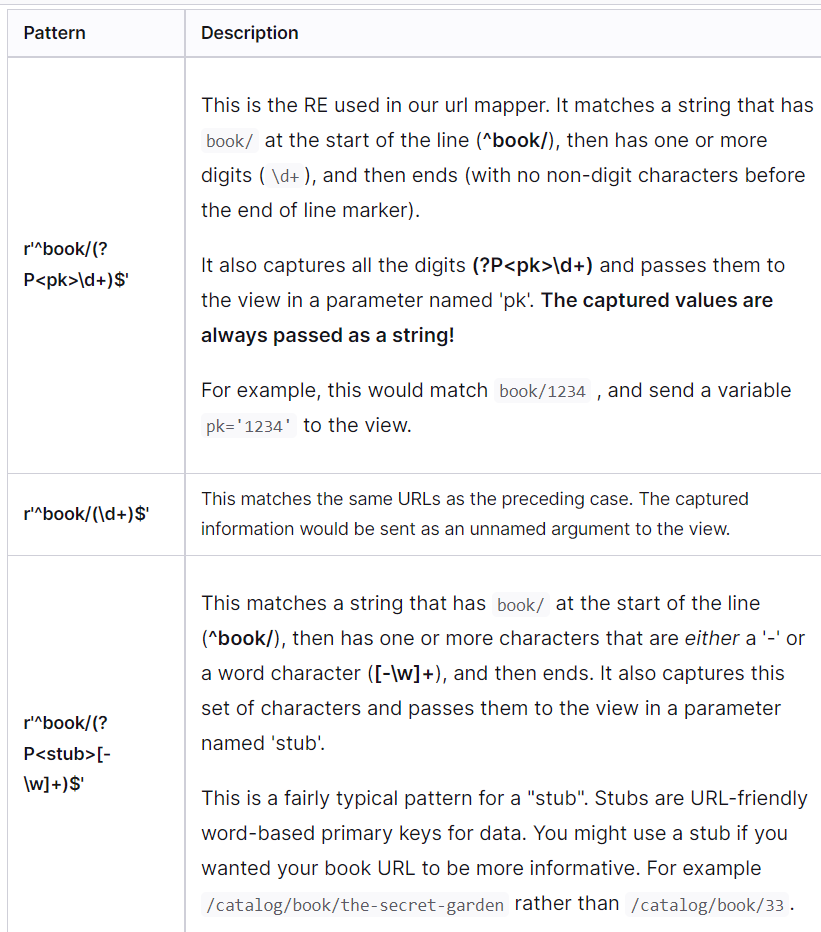 Pattern
Description
This is the RE used in our url mapper. It matches a string that has
book/ at the start of the line (^book/), then has one or more
digits ( \d+ ), and then ends (with no non-digit characters before
the end of line marker).
r'^book/(?
P<pk>\d+)$'
It also captures all the digits (?P<pk>\d+) and passes them to
the view in a parameter named 'pk'. The captured values are
always passed as a string!
For example, this would match book/1234 , and send a variable
pk='1234' to the view.
r'^book/(\d+)$'
This matches the same URLs as the preceding case. The captured
information would be sent as an unnamed argument to the view.
This matches a string that has book/ at the start of the line
(^book/), then has one or more characters that are either a '-' or
a word character ([-\w]+), and then ends. It also captures this
set of characters and passes them to the view in a parameter
named 'stub'.
r'^book/(?
P<stub>[-
\w]+)$'
This is a fairly typical pattern for a "stub". Stubs are URL-friendly
word-based primary keys for data. You might use a stub if you
wanted your book URL to be more informative. For example
/catalog/book/the-secret-garden rather than /catalog/book/33 .